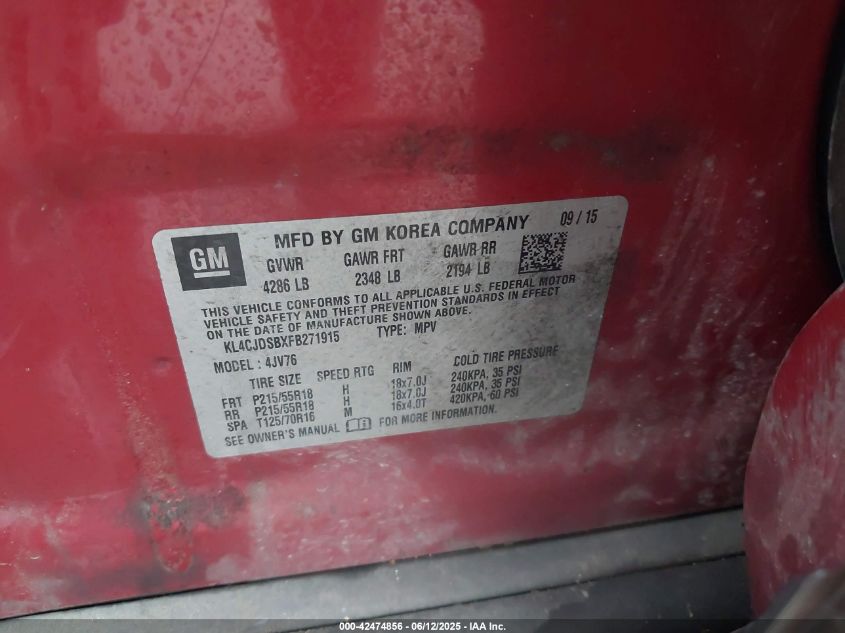 GM
MFD BY GM KOREA COMPANY 09 / 15
GVWR GAWR FRT GAWR RR
4286 LB 2348 LB 2194 LB
THIS VEHICLE CONFORMS TO ALL APPLICABLE U.S. FEDERAL MOTOR
VEHICLE SAFETY AND THEFT PREVENTION STANDARDS IN EFFECT
ON THE DATE OF MANUFACTURE SHOWN ABOVE.
KL4CJDSBXFB271915 TYPE: MPV
MODEL : 4JV76
TIRE SIZE SPEED RTG RIM COLD TIRE PRESSURE
FRT P215/55R18 H 18x7.0J 240KPA, 35 PSI
RR P215/55R18 H 18x7.0J 240KPA, 35 PSI
SPA T125/70R16 M 16x4.0T 420KPA, 60 PSI
SEE OWNER'S MANUAL FOR MORE INFORMATION.
000-42474856 - 06/12/2025 - IAA Inc.